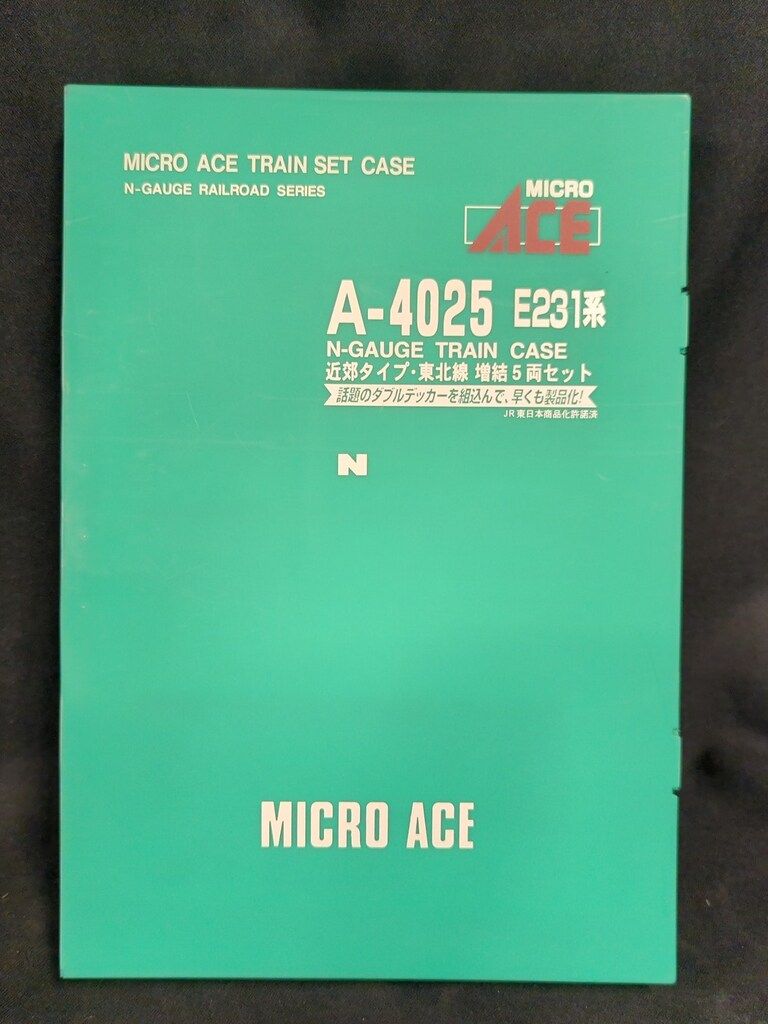 MICRO ACE TRAIN SET CASE
N-GAUGE RAILROAD SERIES
MICRO
ACE
A-4025 E231系
N-GAUGE TRAIN CASE
近郊タイプ・東北線 増結5両セット
話題のダブルデッカーを組込んで、早くも製品化!
JR東日本商品化許諾済
N
MICRO ACE